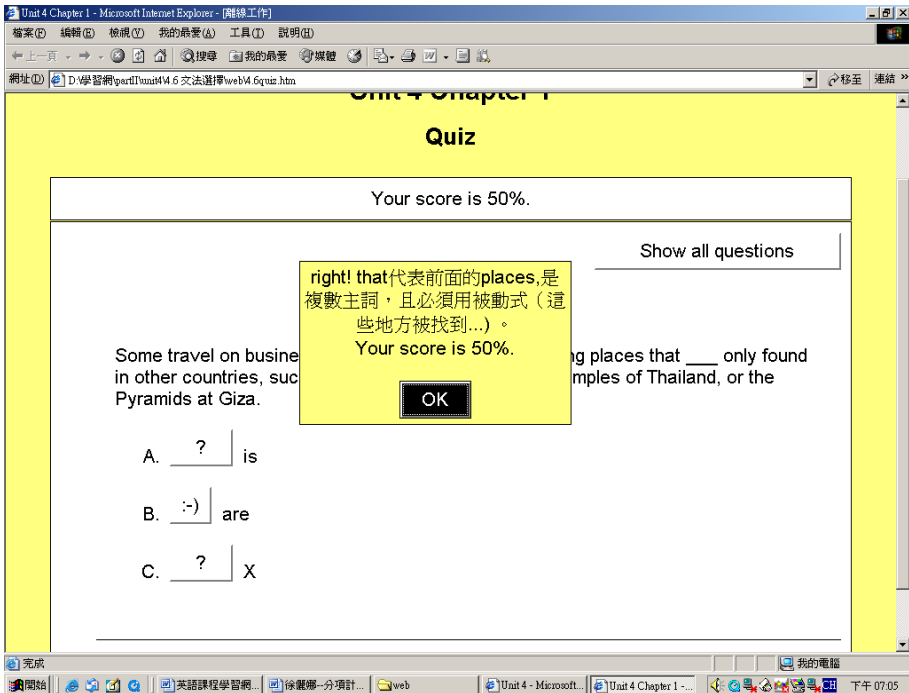 Unit 4 Chapter 1 - Microsoft Internet Explorer - [離線工作]
檔案(F) 編輯(E) 檢視(V) 我的最愛(A) 工具(T) 說明(H)
上一頁 搜尋 我的最愛 媒體
網址(D) D:\學習網\partII\unit4\4.6 文法選擇\web\4.6quiz.htm 移至 連結 »
Unit 4 Chapter 1
Quiz
Your score is 50%.
Show all questions
right! that代表前面的places,是
複數主詞，且必須用被動式（這
些地方被找到...）。
Your score is 50%.
OK
Some travel on busine
g places that ___ only found
in other countries, suc
mples of Thailand, or the
Pyramids at Giza.
A. ? is
B. :-) are
C. ? X
完成 我的電腦
開始 英語課程學習網... 徐麗娜--分項計... web Unit 4 - Microsoft... Unit 4 Chapter 1 -... CH 下午 07:05